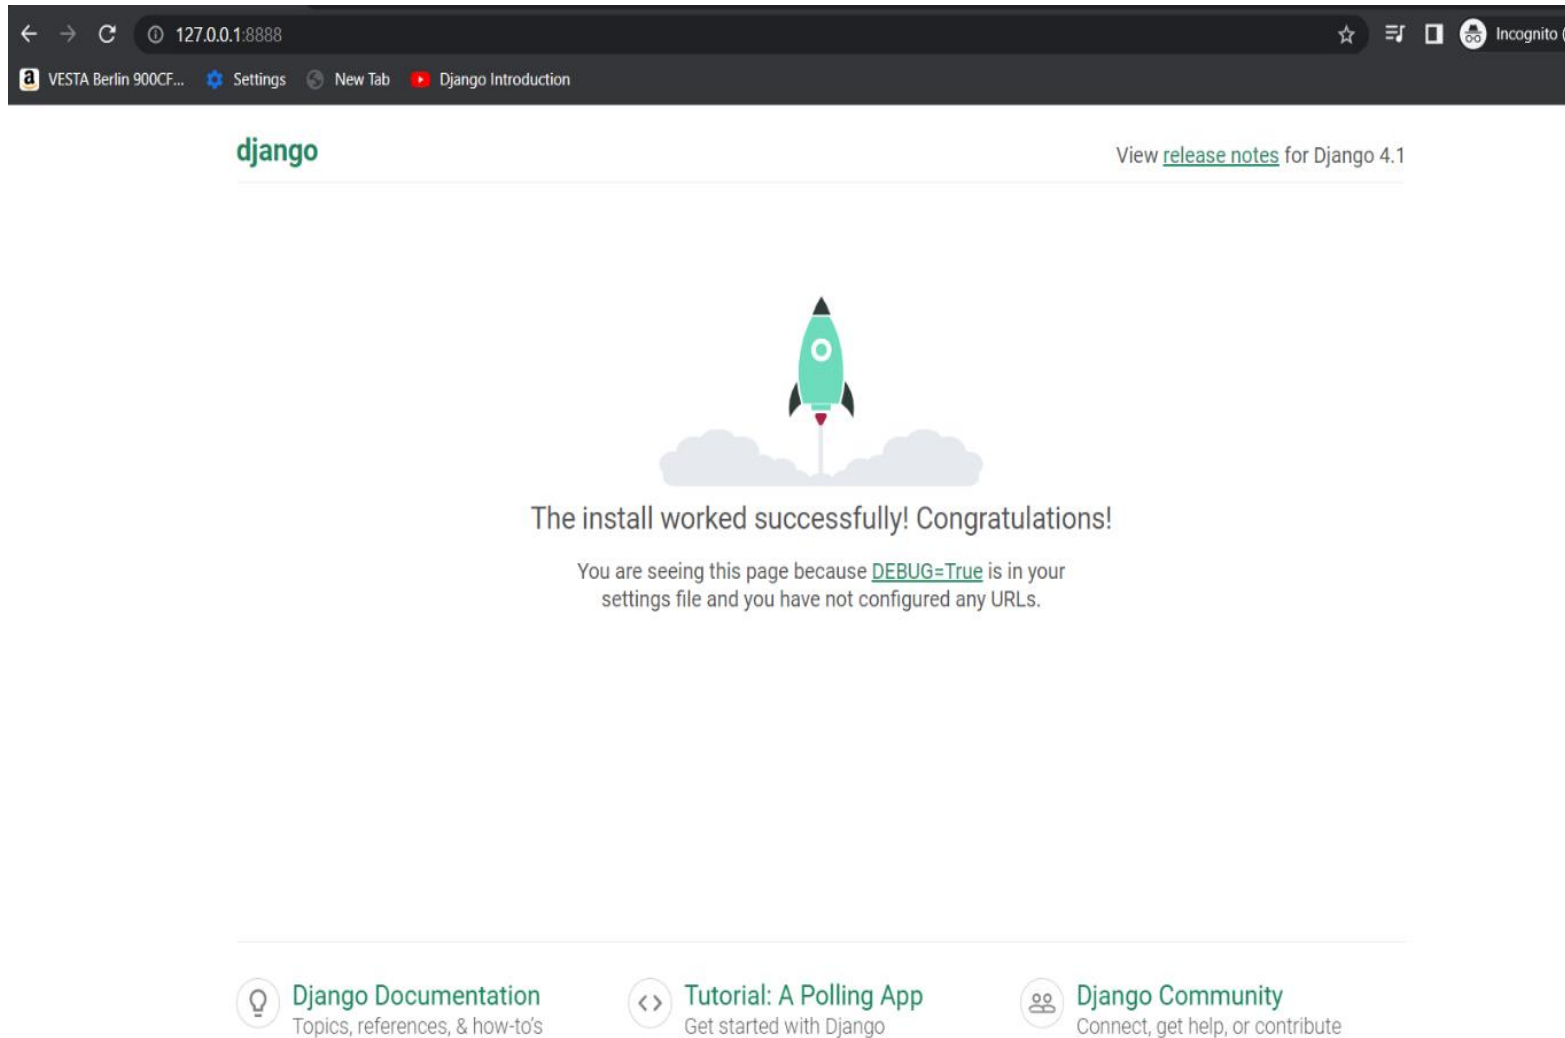 127.0.0.1:8888
Incognito (
VESTA Berlin 900CF...
Settings
New Tab
Django Introduction
django
View release notes for Django 4.1
The install worked successfully! Congratulations!
You are seeing this page because DEBUG=True is in your
settings file and you have not configured any URLs.
Django Documentation
Topics, references, & how-to's
Tutorial: A Polling App
Get started with Django
Django Community
Connect, get help, or contribute